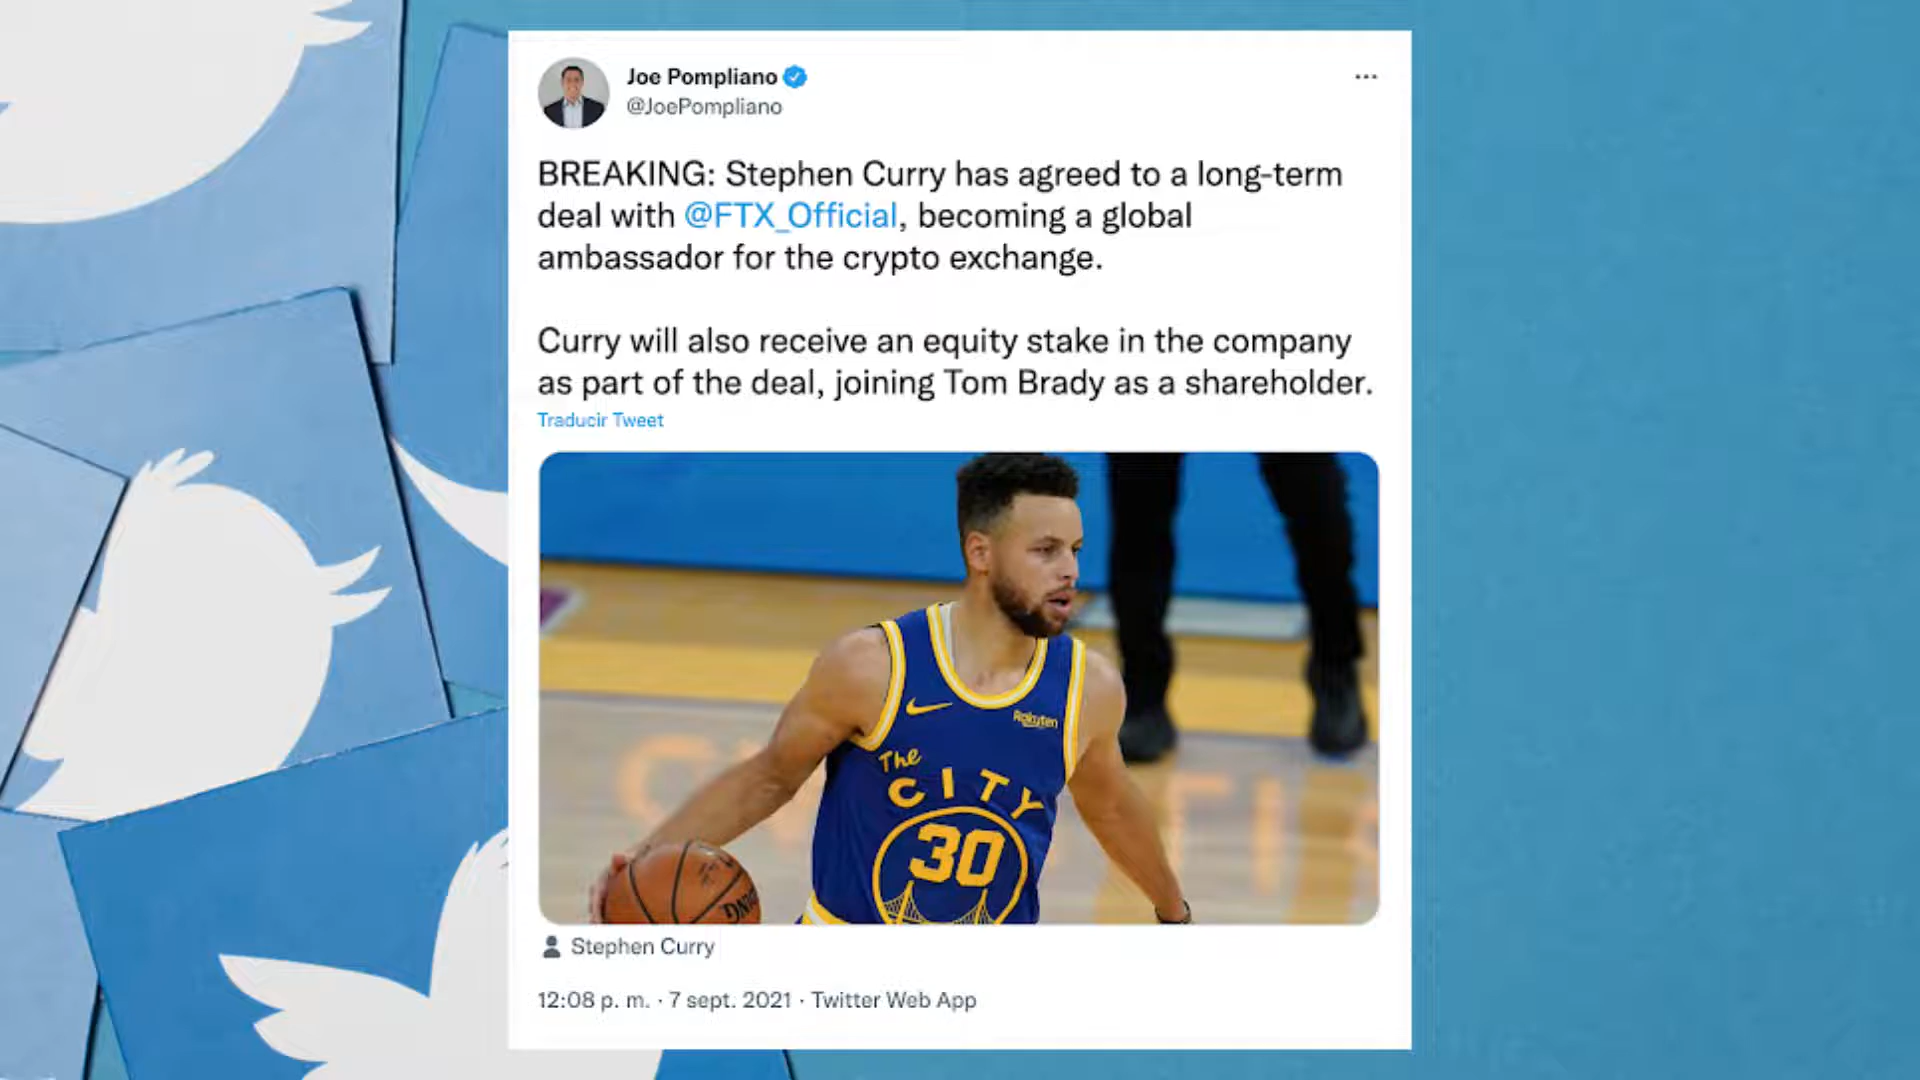 Joe Pompliano
@JoePompliano
BREAKING: Stephen Curry has agreed to a long-term
deal with @FTX_Official, becoming a global
ambassador for the crypto exchange.
Curry will also receive an equity stake in the company
as part of the deal, joining Tom Brady as a shareholder.
Traducir Tweet
Rakuten
The
CITY
30
Stephen Curry
12:08 p. m. · 7 sept. 2021 · Twitter Web App